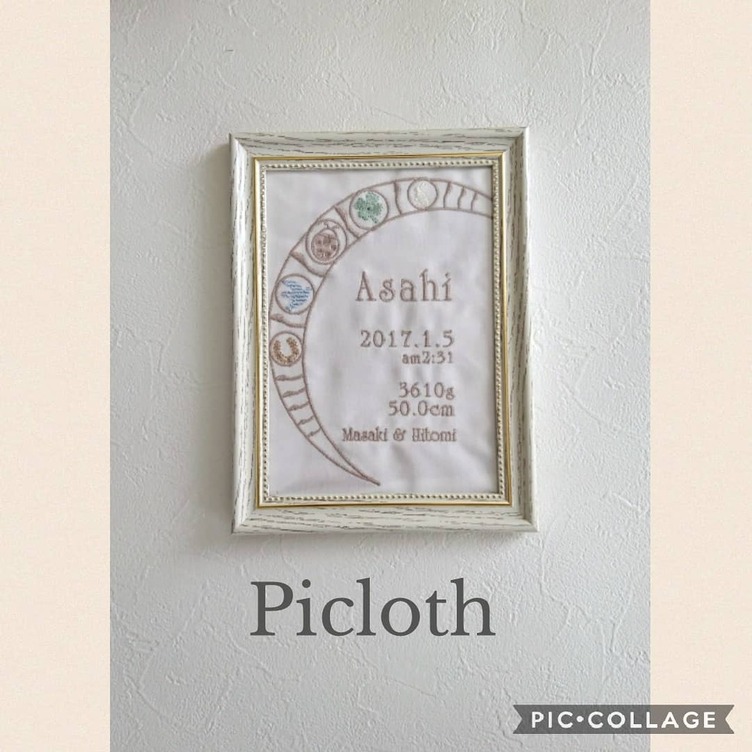 Asahi
2017.1.5
am2:31
3610g
50.0cm
Masaki & Hitomi
Picloth
PIC•COLLAGE